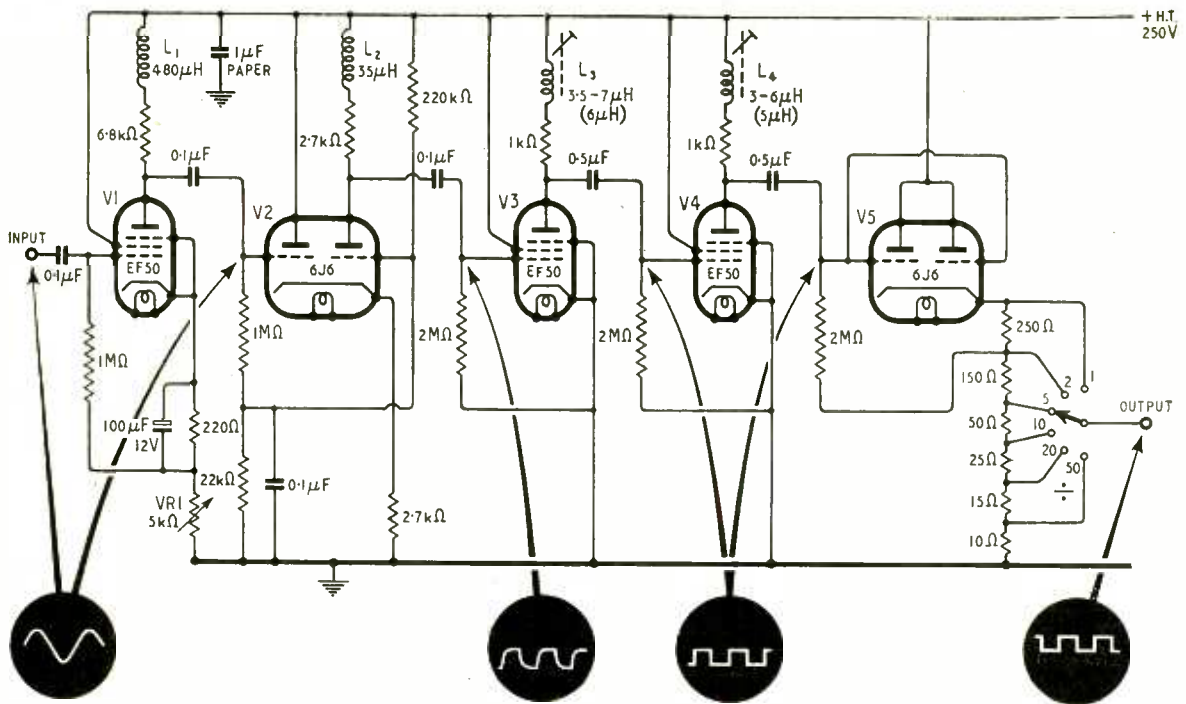 + H.T.
250V
L₁
480μH
1μF
PAPER
L₂
35μH
220kΩ
L₃
3·5–7μH
(6μH)
L₄
3–6μH
(5μH)
6·8kΩ
2·7kΩ
1kΩ
1kΩ
0·1μF
0·1μF
0·5μF
0·5μF
V1
V2
V3
V4
V5
INPUT
0·1μF
EF50
6J6
EF50
EF50
6J6
1MΩ
1MΩ
2MΩ
2MΩ
2MΩ
250Ω
150Ω
2
1
5
OUTPUT
50Ω
10
20
50
25Ω
÷
15Ω
10Ω
100μF
12V
220Ω
22kΩ
0·1μF
VR1
5kΩ
2·7kΩ